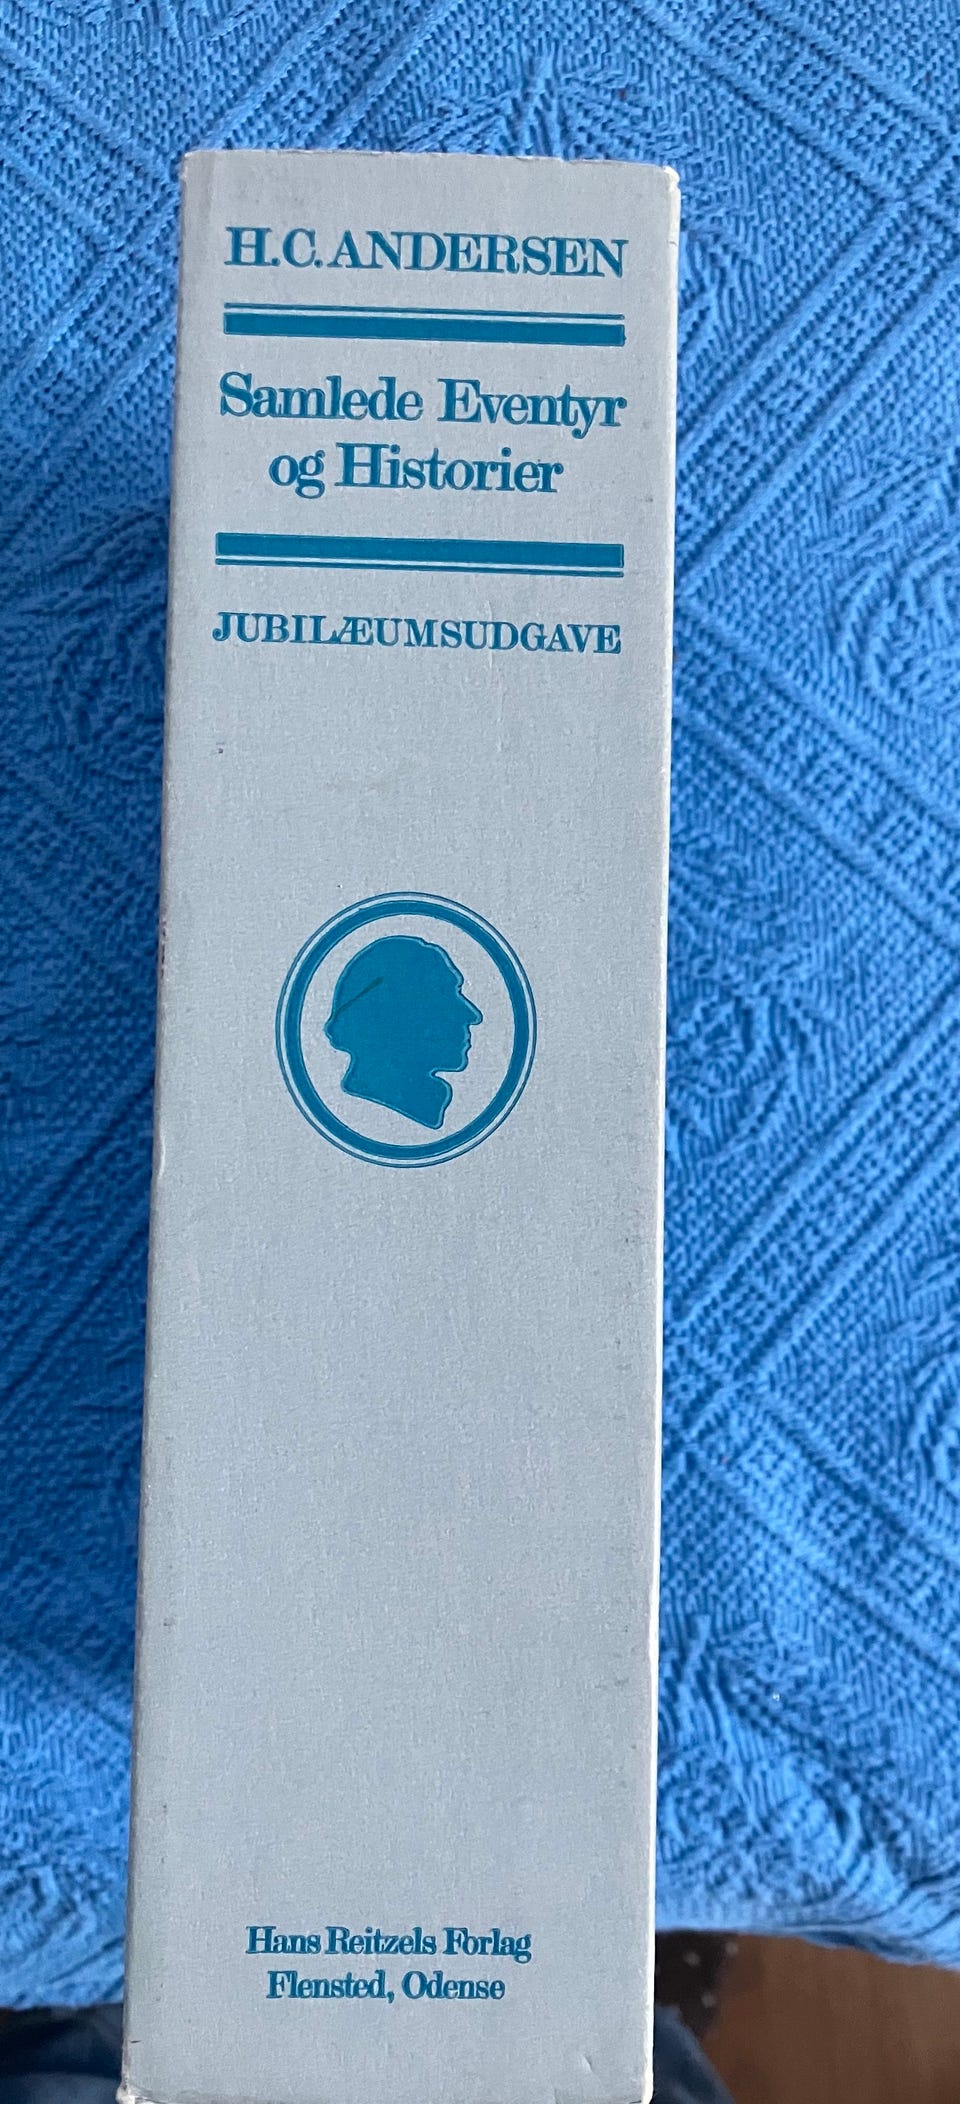 H.C. ANDERSEN
Samlede Eventyr
og Historier
JUBILÆUMSUDGAVE
Hans Reitzels Forlag
Flensted, Odense